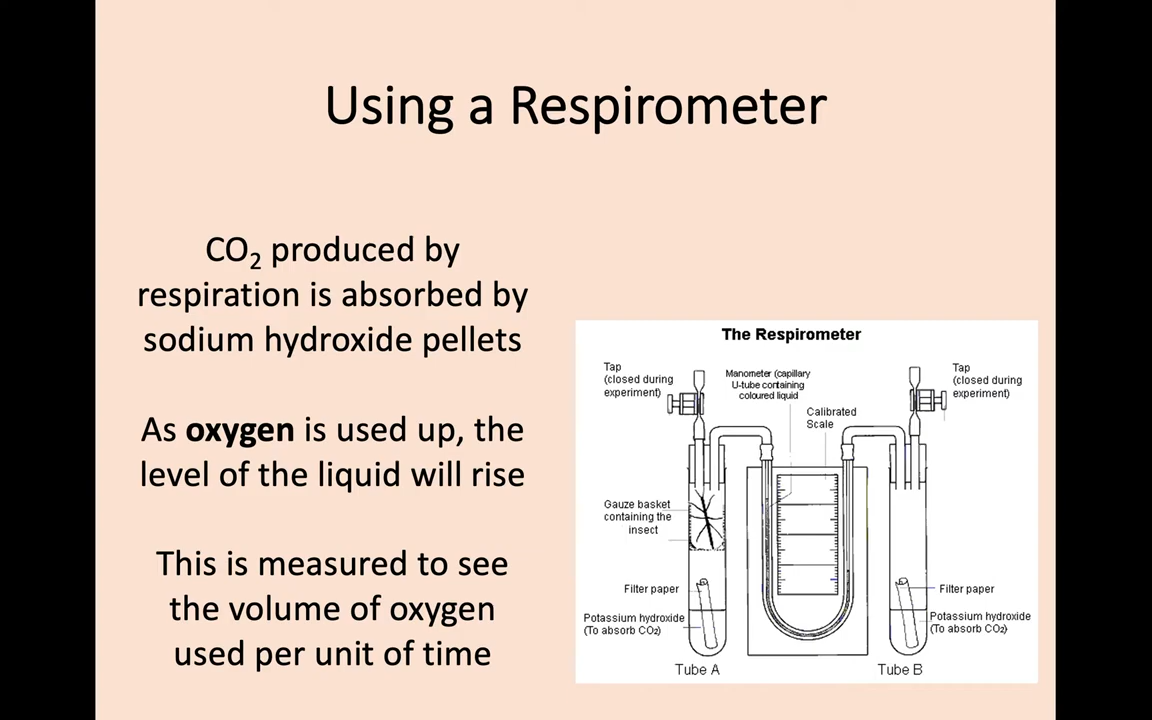 Using a Respirometer
CO₂ produced by
respiration is absorbed by
sodium hydroxide pellets
As oxygen is used up, the
level of the liquid will rise
This is measured to see
the volume of oxygen
used per unit of time
The Respirometer
Tap
(closed during
experiment)
Manometer (capillary
U-tube containing
coloured liquid
Calibrated
Scale
Tap
(closed during
experiment)
Gauze basket
containing the
insect
Filter paper
Potassium hydroxide
(To absorb CO₂)
Tube A
Filter paper
Potassium hydroxide
(To absorb CO₂)
Tube B